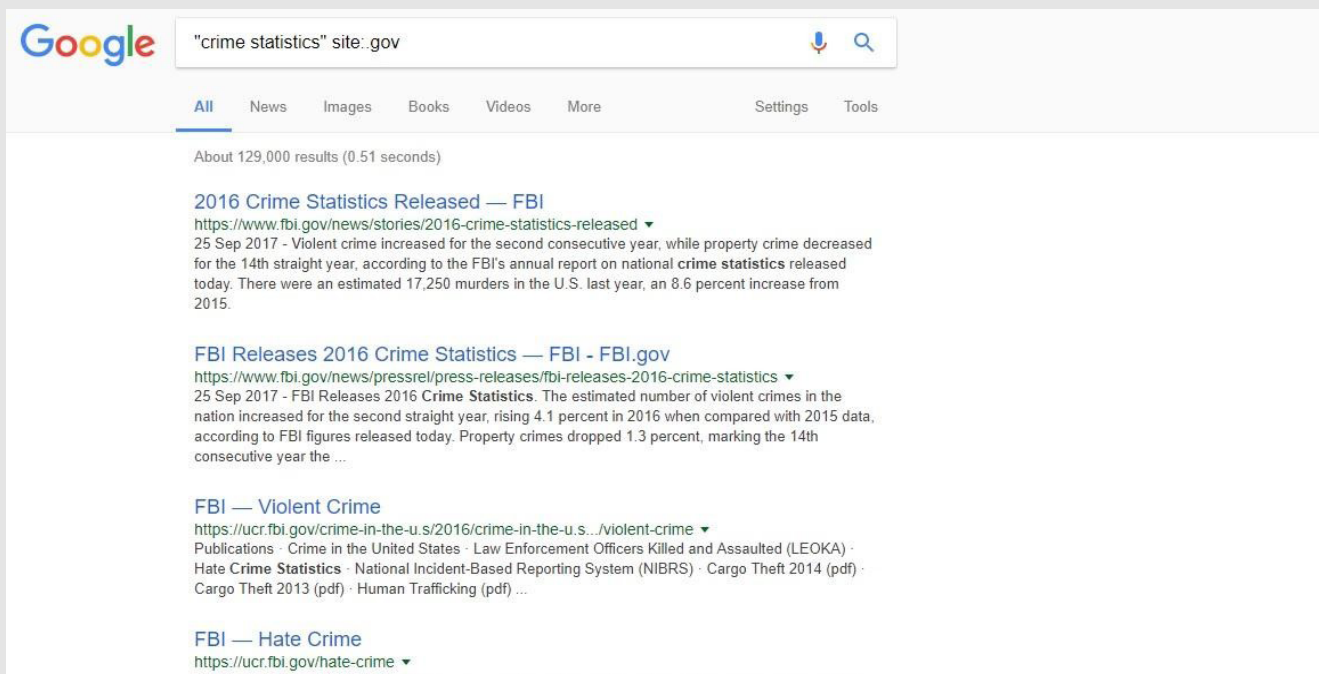 Google
"crime statistics" site:.gov
All News Images Books Videos More Settings Tools
About 129,000 results (0.51 seconds)
2016 Crime Statistics Released — FBI
https://www.fbi.gov/news/stories/2016-crime-statistics-released
25 Sep 2017 - Violent crime increased for the second consecutive year, while property crime decreased
for the 14th straight year, according to the FBI's annual report on national crime statistics released
today. There were an estimated 17,250 murders in the U.S. last year, an 8.6 percent increase from
2015.
FBI Releases 2016 Crime Statistics — FBI - FBI.gov
https://www.fbi.gov/news/pressrel/press-releases/fbi-releases-2016-crime-statistics
25 Sep 2017 - FBI Releases 2016 Crime Statistics. The estimated number of violent crimes in the
nation increased for the second straight year, rising 4.1 percent in 2016 when compared with 2015 data,
according to FBI figures released today. Property crimes dropped 1.3 percent, marking the 14th
consecutive year the ...
FBI — Violent Crime
https://ucr.fbi.gov/crime-in-the-u.s/2016/crime-in-the-u.s.../violent-crime
Publications · Crime in the United States · Law Enforcement Officers Killed and Assaulted (LEOKA) ·
Hate Crime Statistics · National Incident-Based Reporting System (NIBRS) · Cargo Theft 2014 (pdf) ·
Cargo Theft 2013 (pdf) · Human Trafficking (pdf) ...
FBI — Hate Crime
https://ucr.fbi.gov/hate-crime